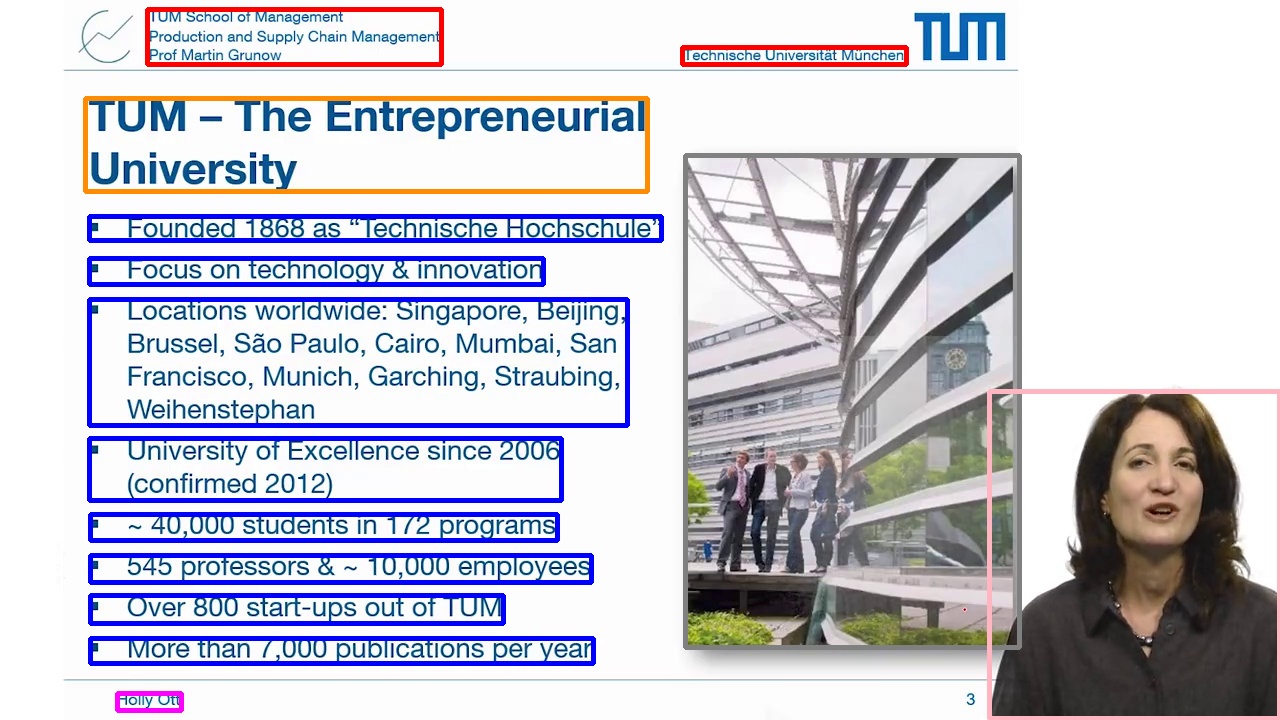 TUM School of Management
Production and Supply Chain Management
Prof Martin Grunow
Technische Universität München
TUM
TUM – The Entrepreneurial
University
▪ Founded 1868 as “Technische Hochschule”
▪ Focus on technology & innovation
▪ Locations worldwide: Singapore, Beijing,
Brussel, São Paulo, Cairo, Mumbai, San
Francisco, Munich, Garching, Straubing,
Weihenstephan
▪ University of Excellence since 2006
(confirmed 2012)
▪ ~ 40,000 students in 172 programs
▪ 545 professors & ~ 10,000 employees
▪ Over 800 start-ups out of TUM
▪ More than 7,000 publications per year
Holly Ott
3